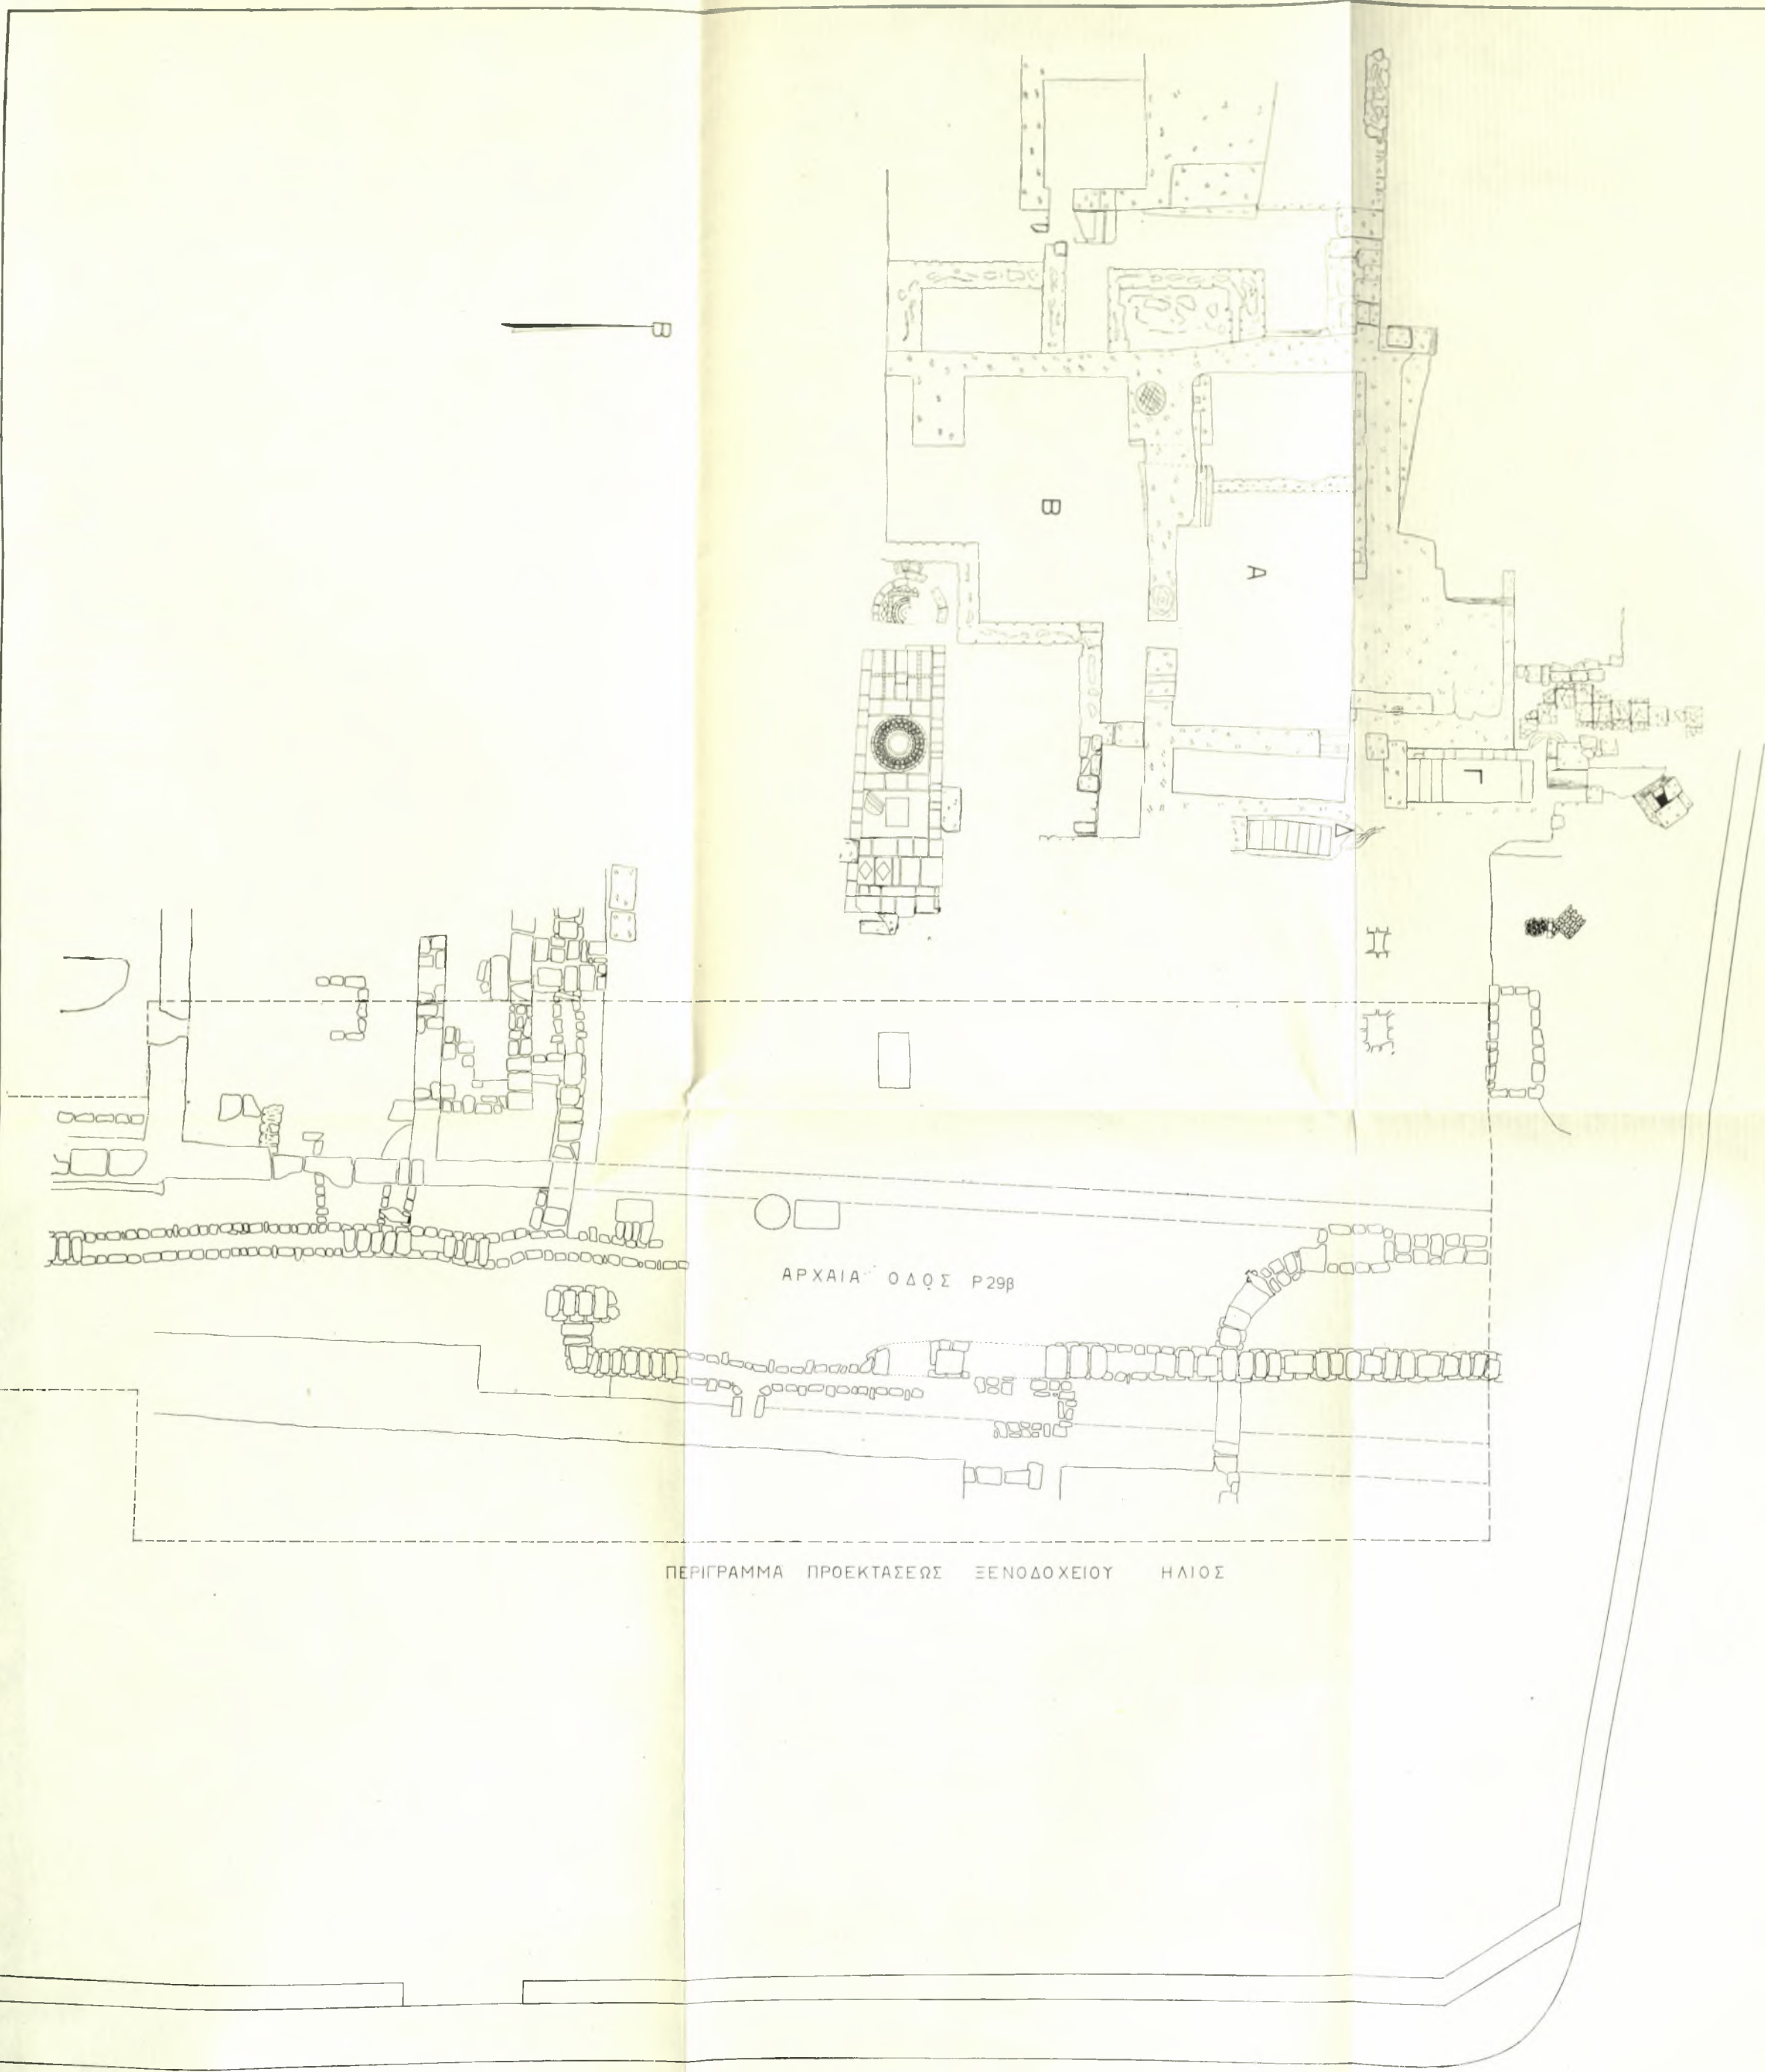 Β
Β
Α
Γ
Δ
ΑΡΧΑΙΑ ΟΔΟΣ Ρ29β
ΠΕΡΙΓΡΑΜΜΑ ΠΡΟΕΚΤΑΣΕΩΣ ΞΕΝΟΔΟΧΕΙΟΥ ΗΛΙΟΣ